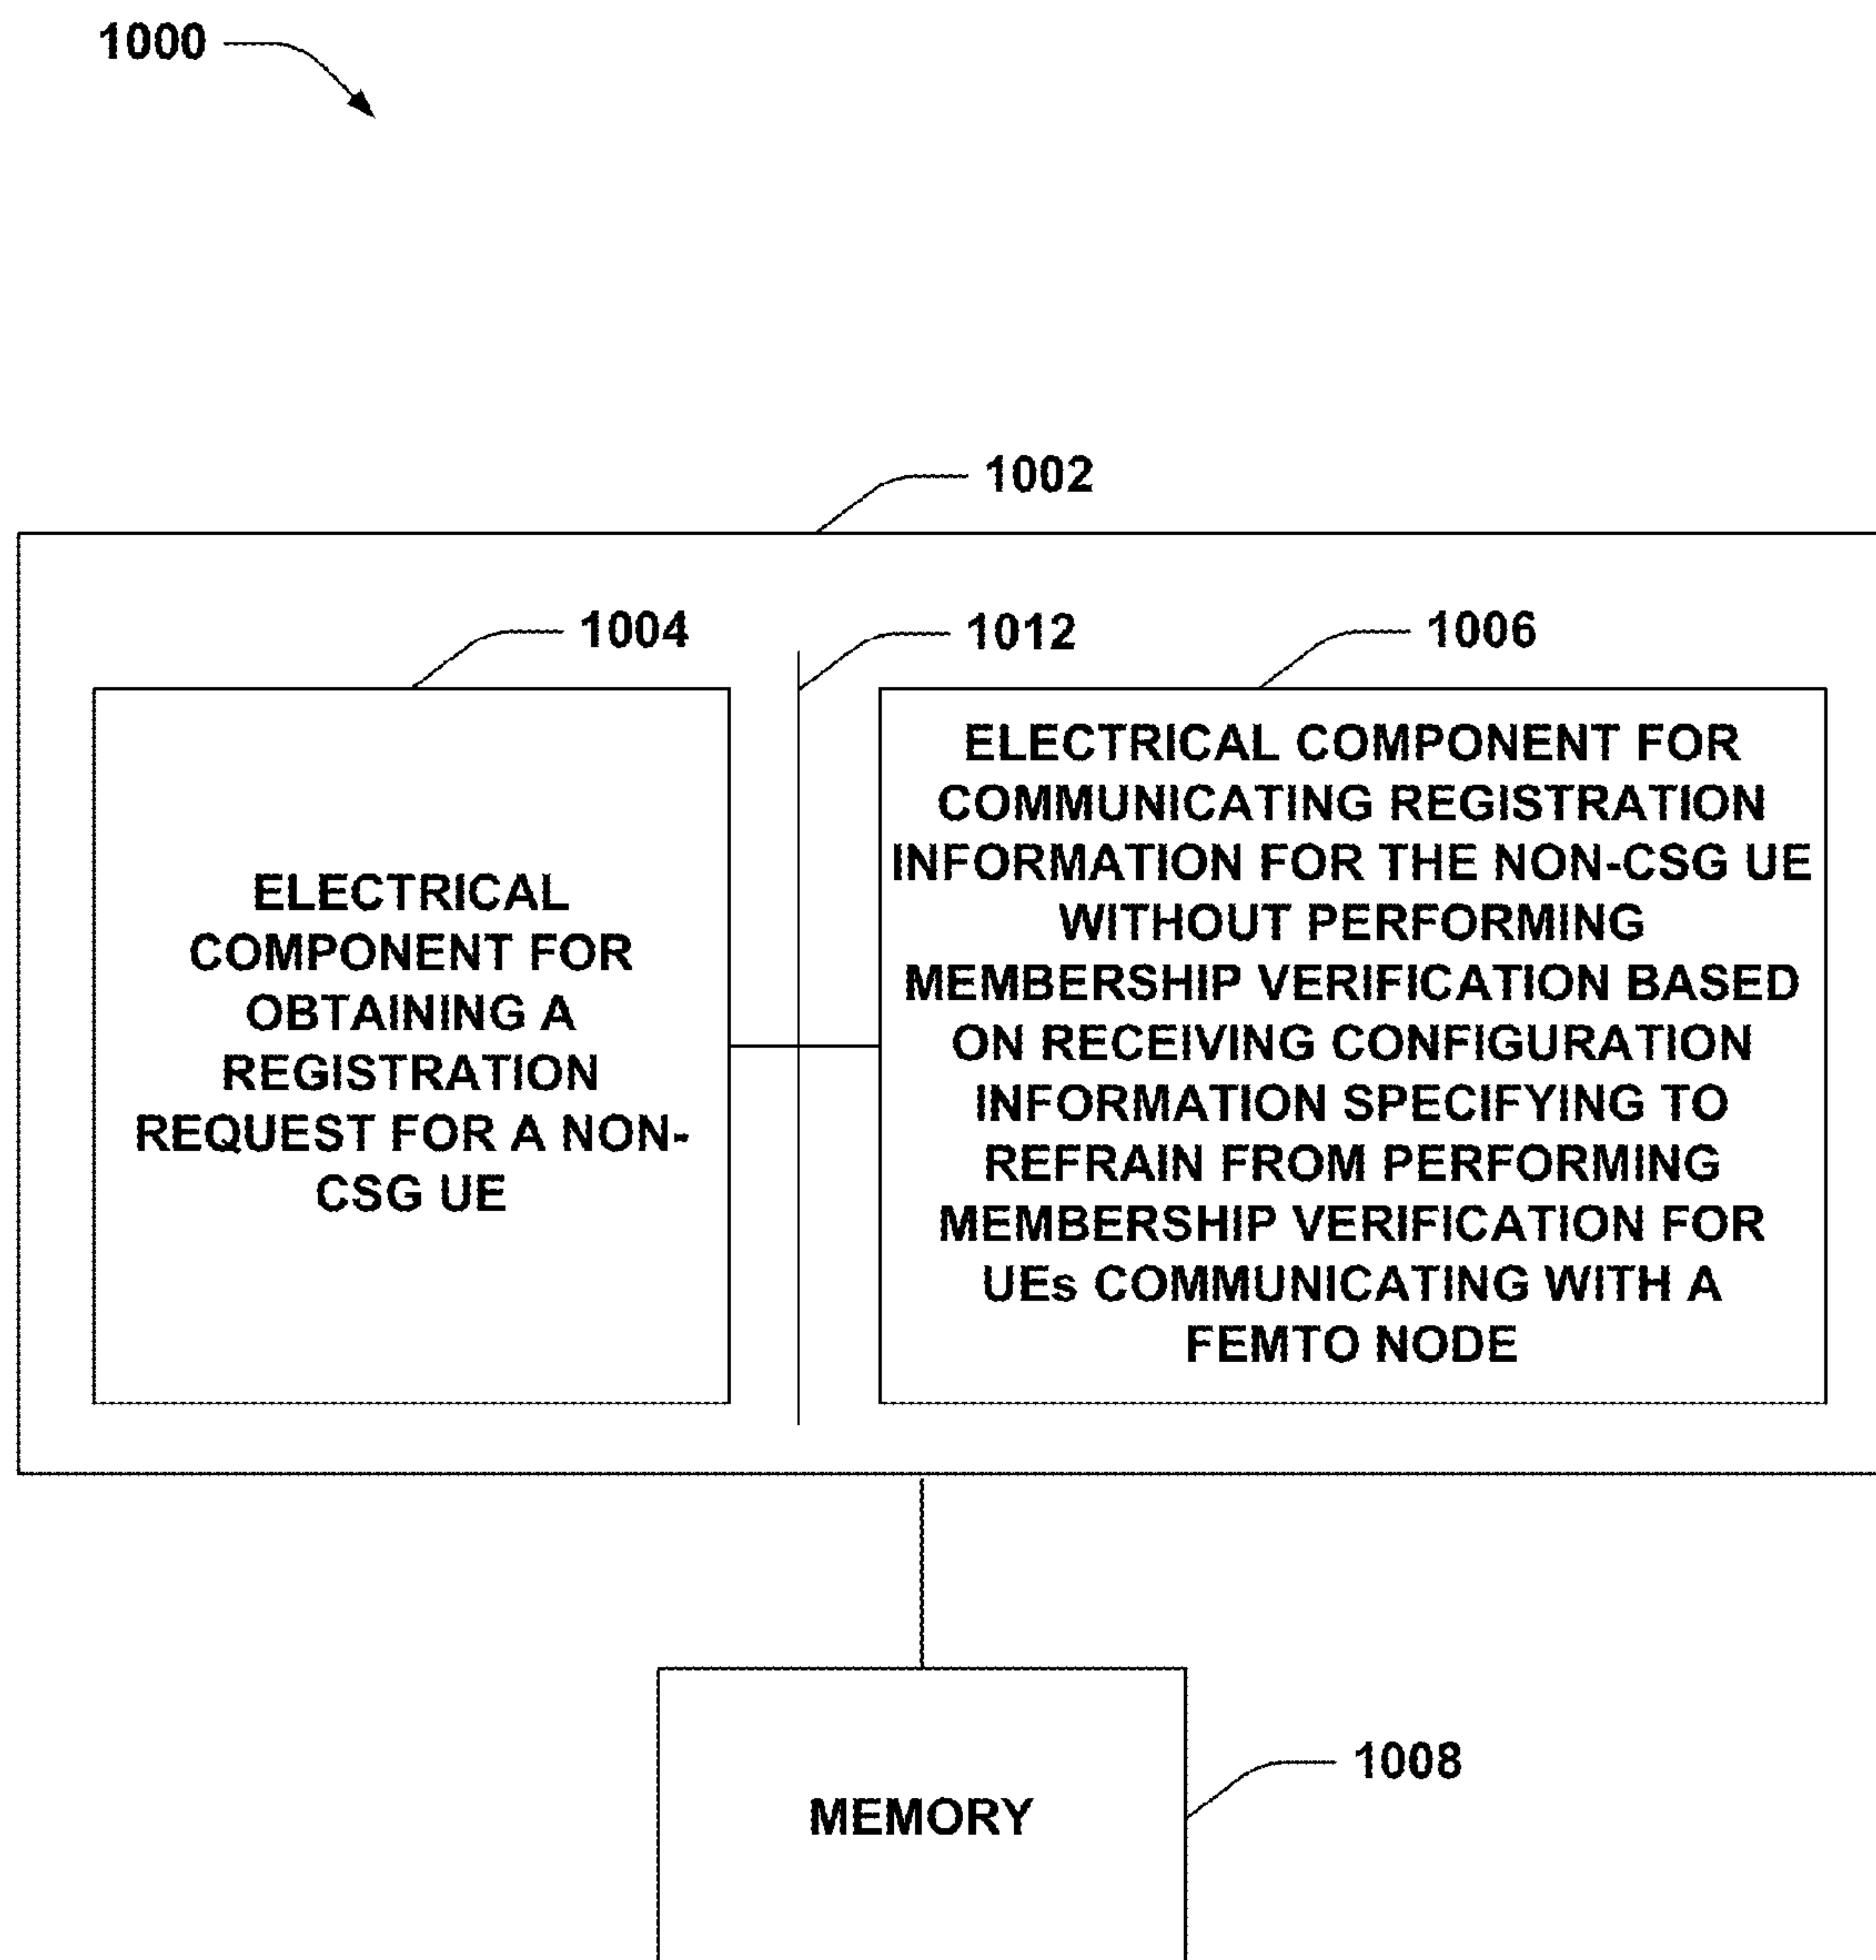 1000
1002
1004
1012
1006
ELECTRICAL
COMPONENT FOR
OBTAINING A
REGISTRATION
REQUEST FOR A NON-
CSG UE
ELECTRICAL COMPONENT FOR
COMMUNICATING REGISTRATION
INFORMATION FOR THE NON-CSG UE
WITHOUT PERFORMING
MEMBERSHIP VERIFICATION BASED
ON RECEIVING CONFIGURATION
INFORMATION SPECIFYING TO
REFRAIN FROM PERFORMING
MEMBERSHIP VERIFICATION FOR
UEs COMMUNICATING WITH A
FEMTO NODE
1008
MEMORY